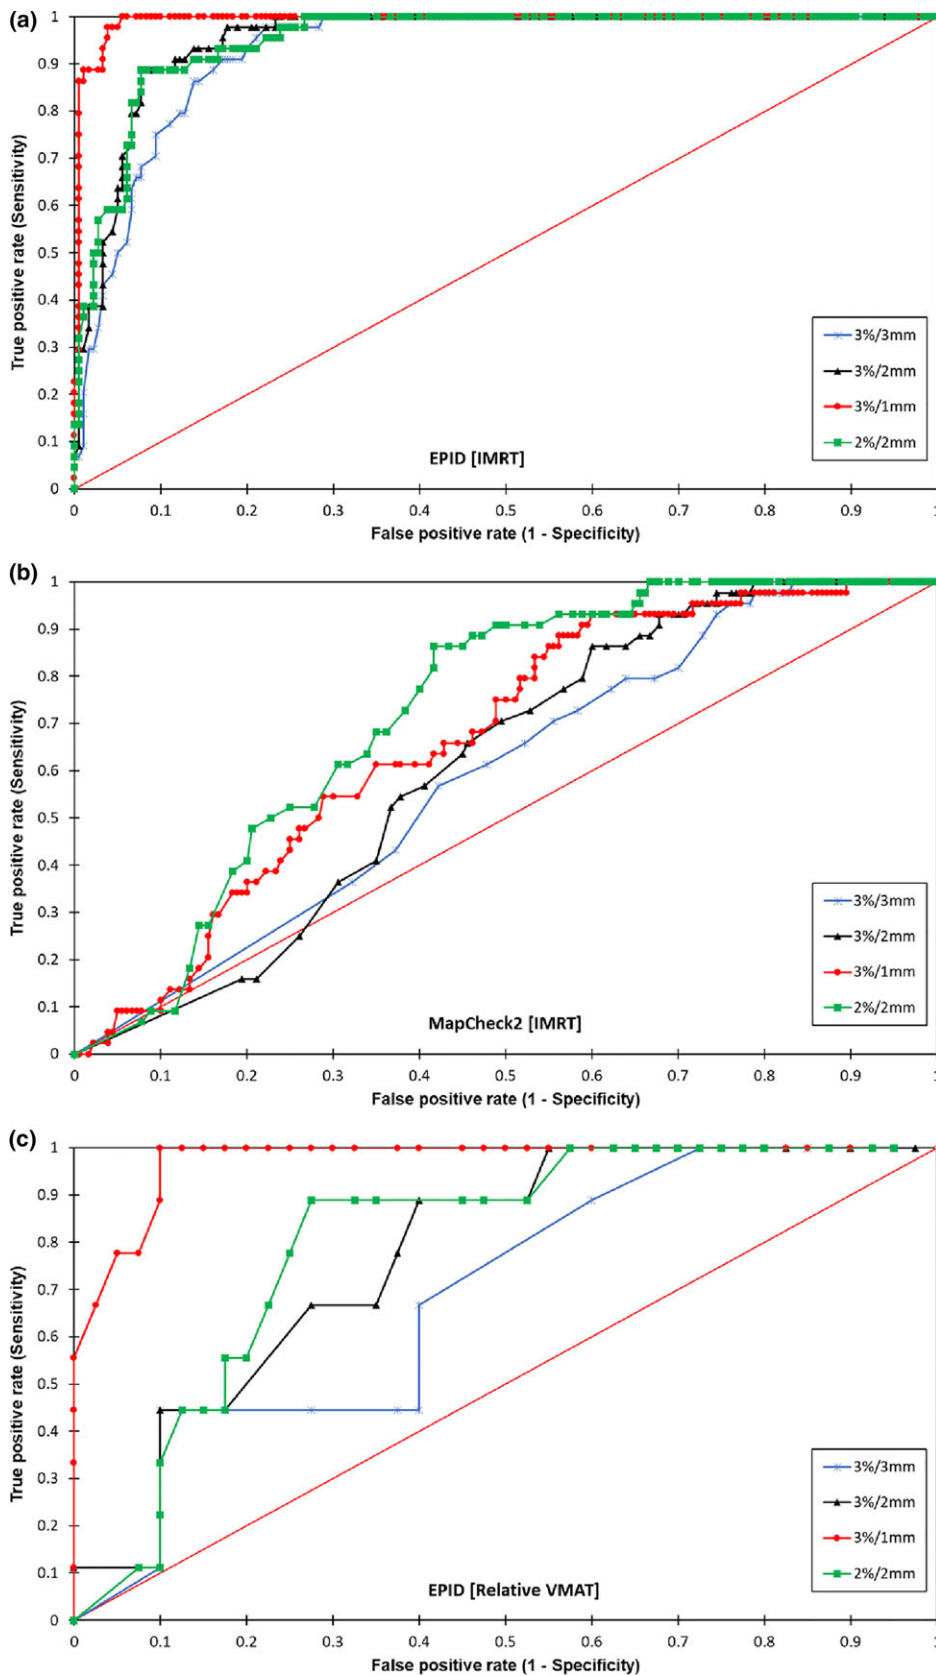 (a)
1
0.9
0.8
0.7
0.6
0.5
0.4
0.3
0.2
0.1
0
True positive rate (Sensitivity)
3%/3mm
3%/2mm
3%/1mm
2%/2mm
EPID [IMRT]
0 0.1 0.2 0.3 0.4 0.5 0.6 0.7 0.8 0.9 1
False positive rate (1 - Specificity)
(b)
1
0.9
0.8
0.7
0.6
0.5
0.4
0.3
0.2
0.1
0
True positive rate (Sensitivity)
3%/3mm
3%/2mm
3%/1mm
2%/2mm
MapCheck2 [IMRT]
0 0.1 0.2 0.3 0.4 0.5 0.6 0.7 0.8 0.9 1
False positive rate (1 - Specificity)
(c)
1
0.9
0.8
0.7
0.6
0.5
0.4
0.3
0.2
0.1
0
True positive rate (Sensitivity)
3%/3mm
3%/2mm
3%/1mm
2%/2mm
EPID [Relative VMAT]
0 0.1 0.2 0.3 0.4 0.5 0.6 0.7 0.8 0.9 1
False positive rate (1 - Specificity)